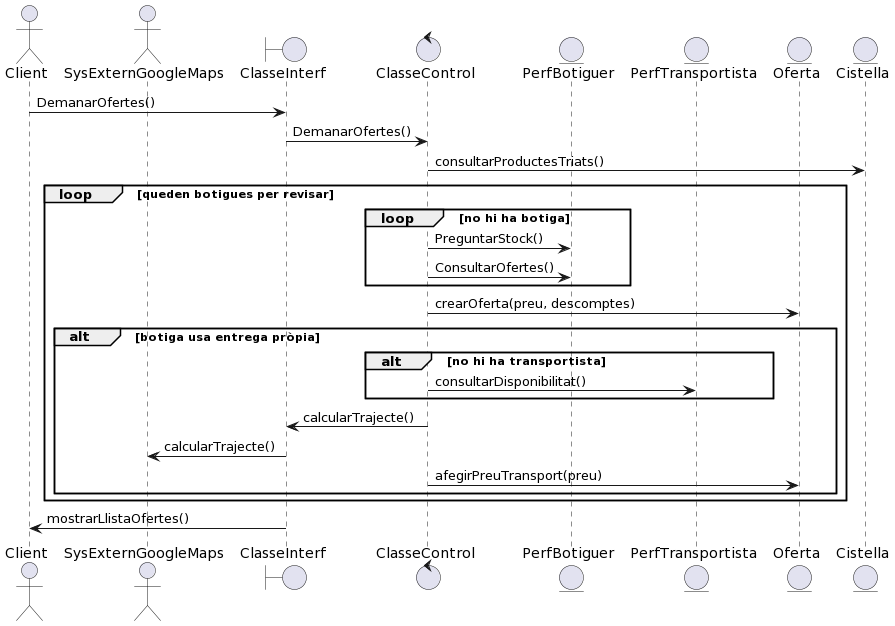 Client SysExternGoogleMaps ClasseInterf ClasseControl PerfBotiguer PerfTransportista Oferta Cistella
DemanarOfertes()
DemanarOfertes()
consultarProductesTriats()
loop [queden botigues per revisar]
loop [no hi ha botiga]
PreguntarStock()
ConsultarOfertes()
crearOferta(preu, descomptes)
alt [botiga usa entrega pròpia]
alt [no hi ha transportista]
consultarDisponibilitat()
calcularTrajecte()
calcularTrajecte()
afegirPreuTransport(preu)
mostrarLlistaOfertes()
Client SysExternGoogleMaps ClasseInterf ClasseControl PerfBotiguer PerfTransportista Oferta Cistella